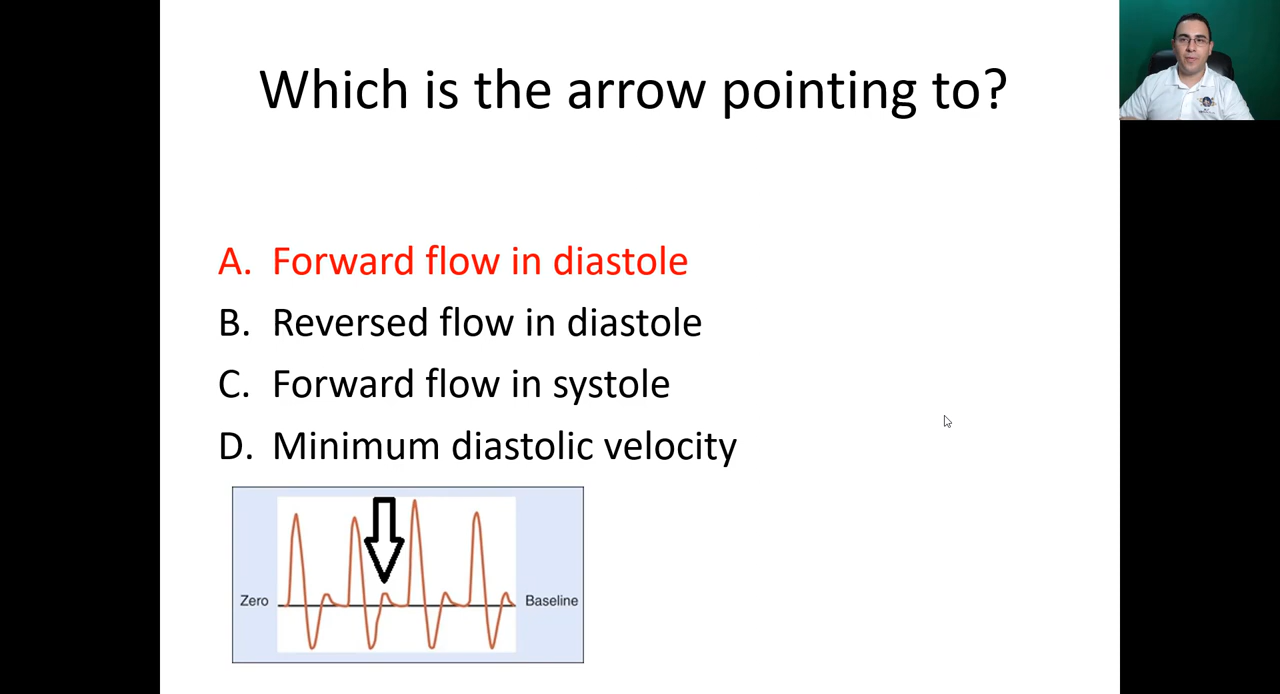 Which is the arrow pointing to?
A. Forward flow in diastole
B. Reversed flow in diastole
C. Forward flow in systole
D. Minimum diastolic velocity
Zero Baseline